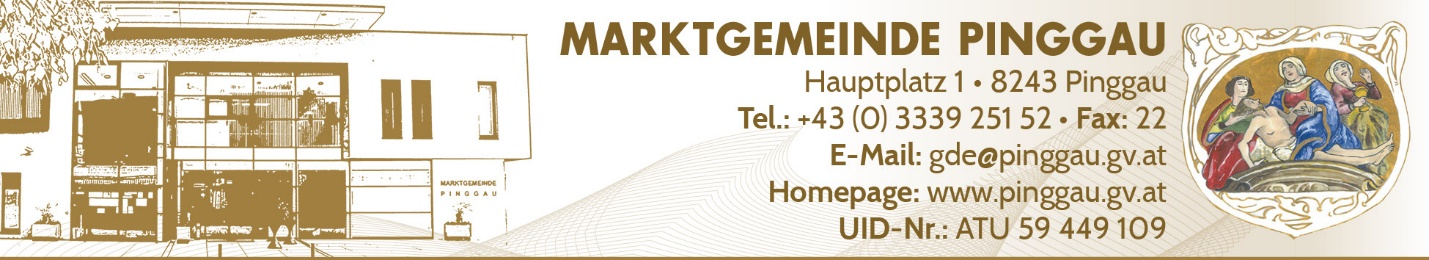 MARKTGEMEINDE PINGGAU
Hauptplatz 1 • 8243 Pinggau
Tel.: +43 (0) 3339 251 52 • Fax: 22
E-Mail: gde@pinggau.gv.at
Homepage: www.pinggau.gv.at
UID-Nr.: ATU 59 449 109
MARKTGEMEINDE
PINGGAU